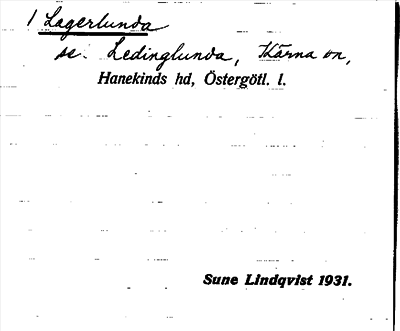 1 Lagerlunda
se: Ledinglunda, Kärna sn,
Hanekinds hd, Östergötl. l.
Sune Lindqvist 1931.